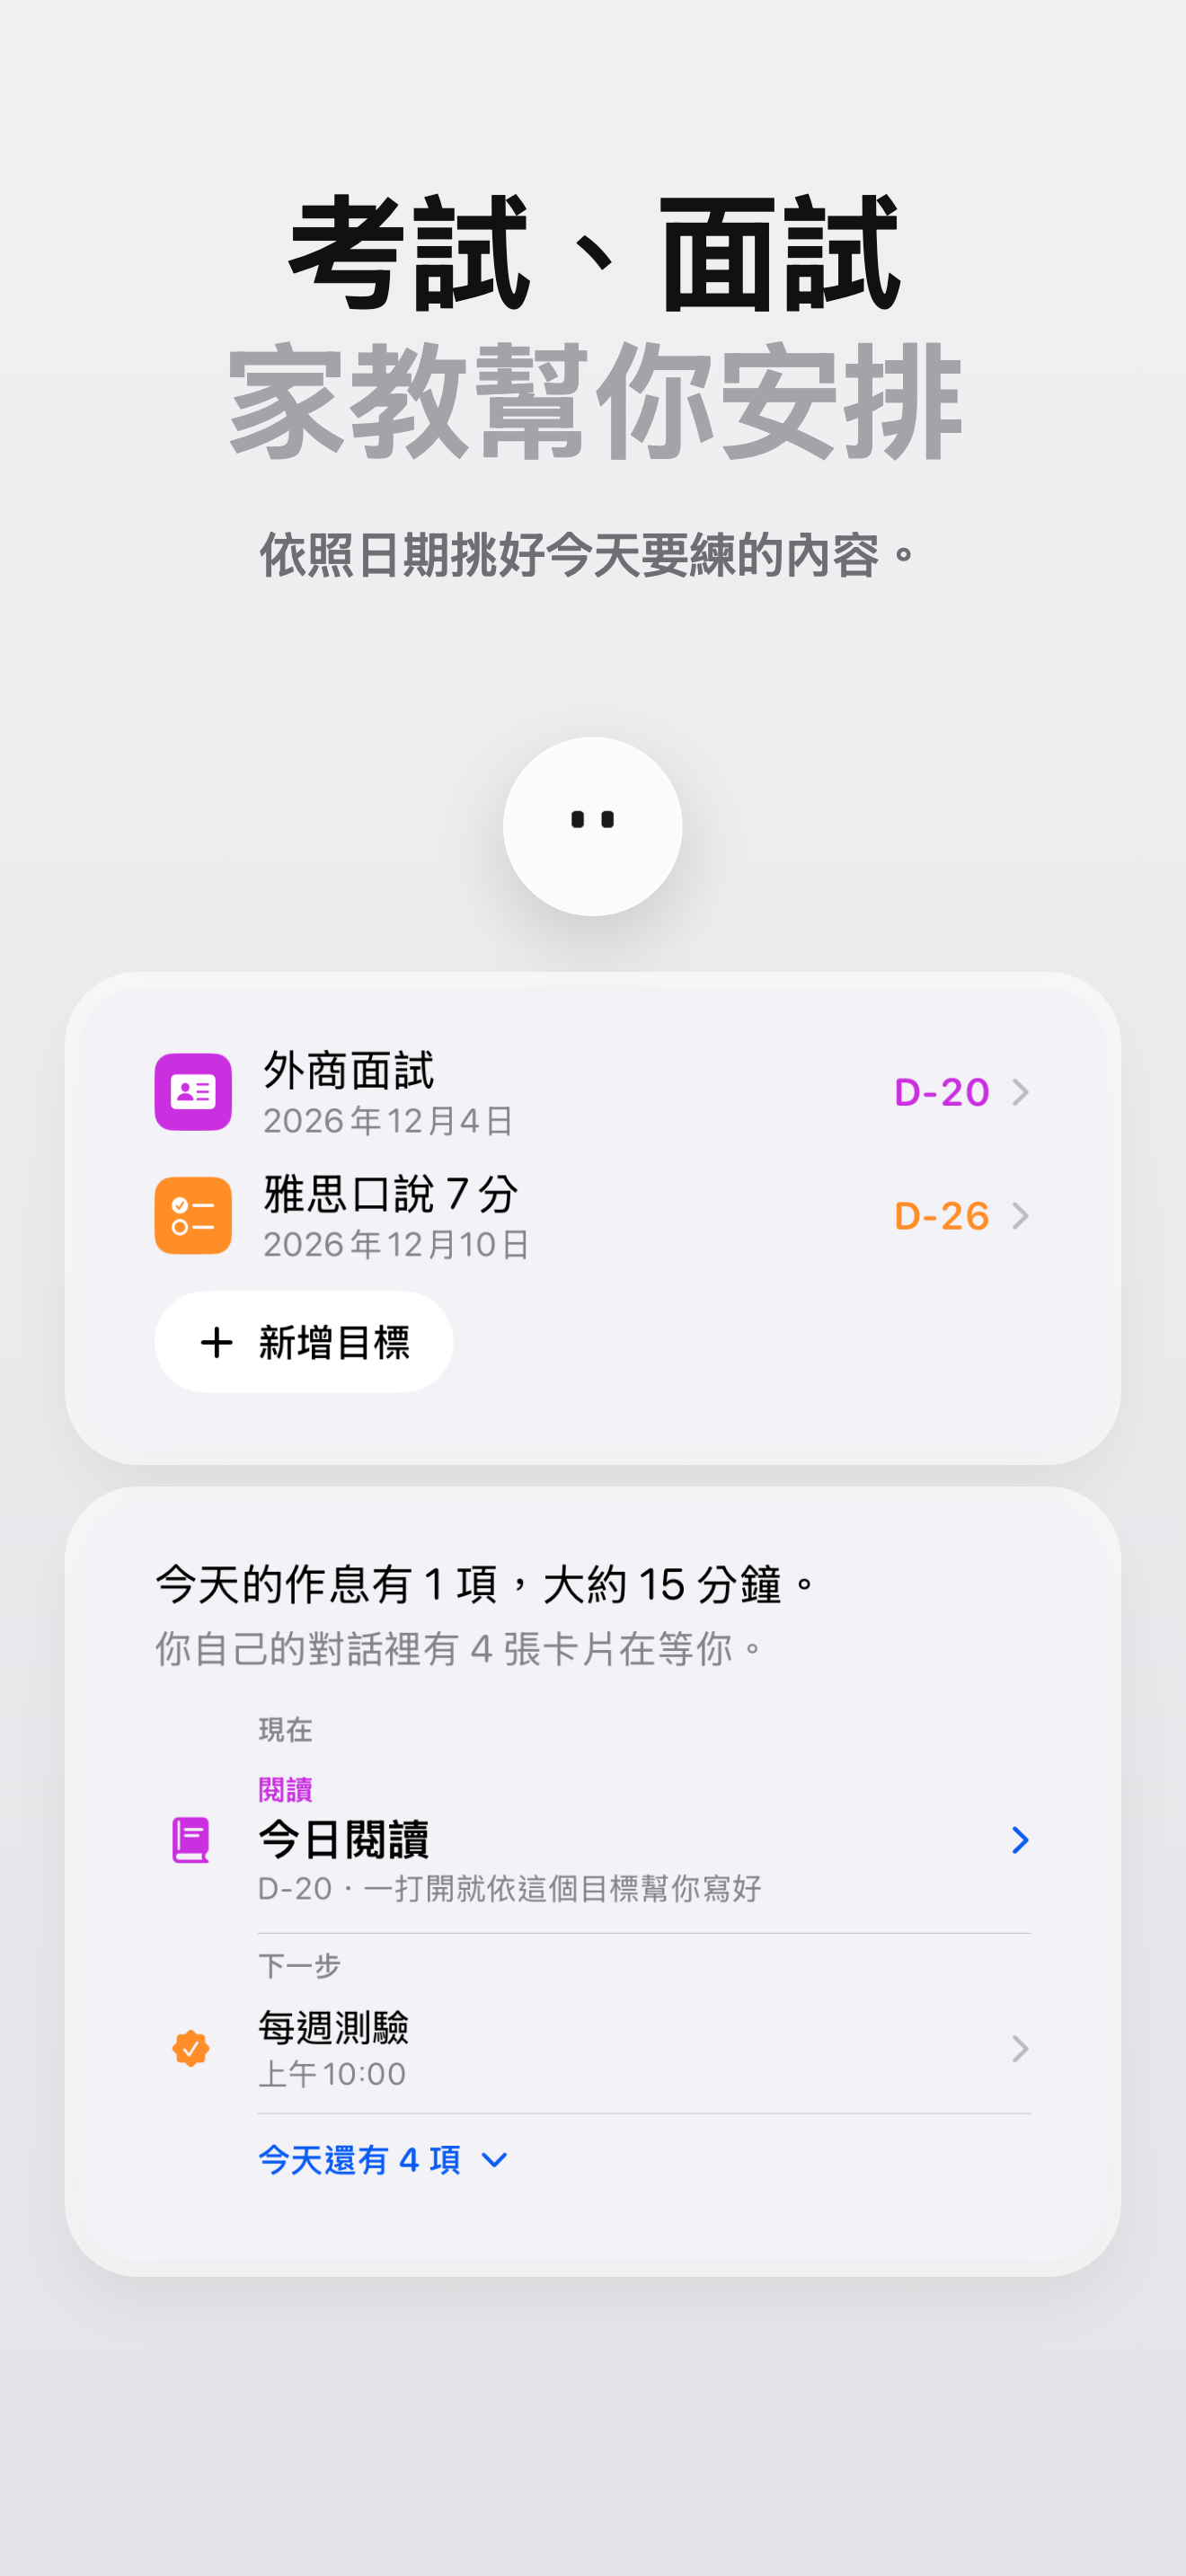 考試、面試
家教幫你安排
依照日期挑好今天要練的內容。
外商面試
2026年12月4日
D-20
雅思口說 7 分
2026年12月10日
D-26
新增目標
今天的作息有 1 項，大約 15 分鐘。
你自己的對話裡有 4 張卡片在等你。
現在
閱讀
今日閱讀
D-20 · 一打開就依這個目標幫你寫好
下一步
每週測驗
上午10:00
今天還有 4 項